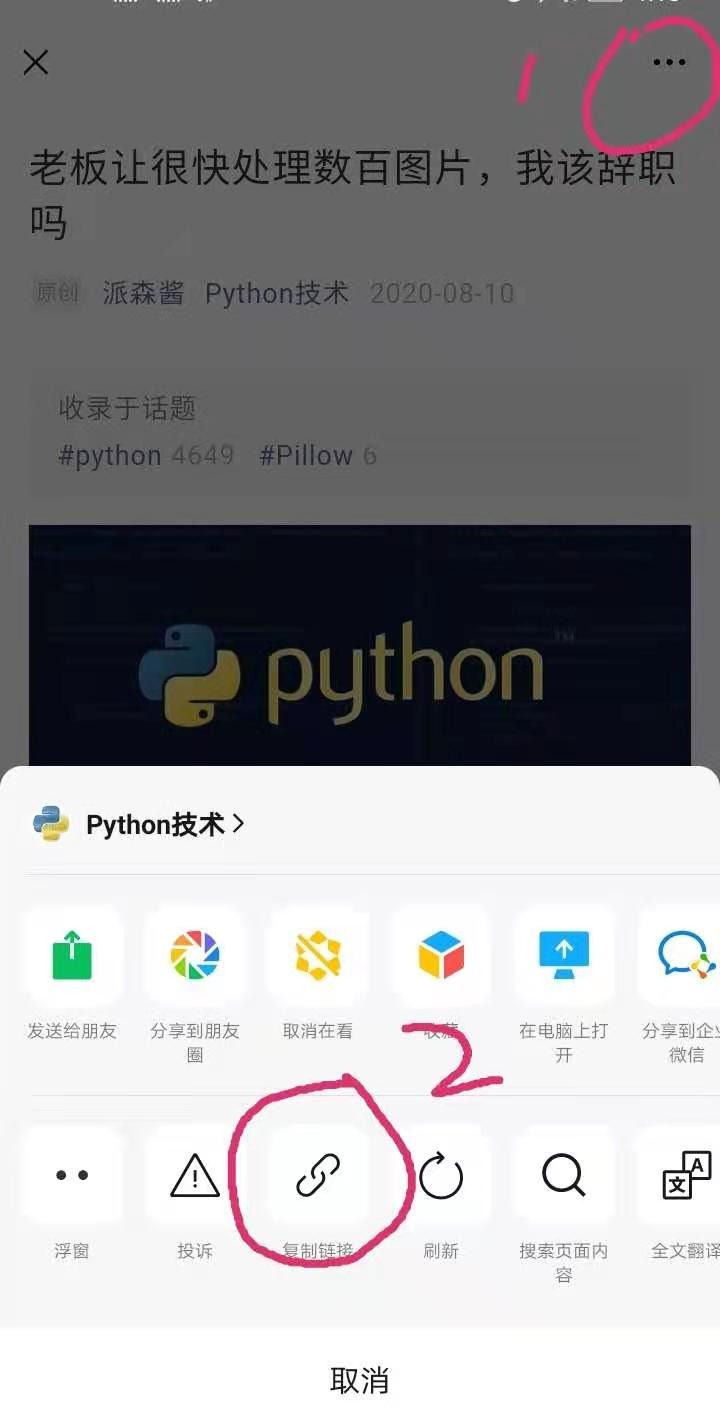 1
老板让很快处理数百图片，我该辞职
吗
原创 派森酱 Python技术 2020-08-10
收录于话题
#python 4649 #Pillow 6
python
Python技术
发送给朋友 分享到朋友 取消在看 收藏 在电脑上打 分享到企业
圈 开 微信
2
浮窗 投诉 复制链接 刷新 搜索页面内 全文翻译
容
取消